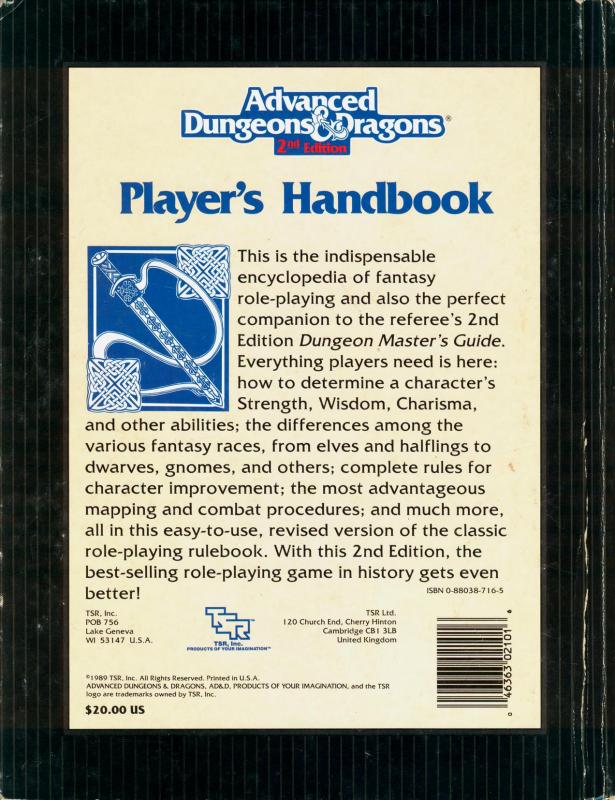 Advanced
Dungeons & Dragons®
2nd Edition
Player's Handbook
This is the indispensable
encyclopedia of fantasy
role-playing and also the perfect
companion to the referee's 2nd
Edition Dungeon Master's Guide.
Everything players need is here:
how to determine a character's
Strength, Wisdom, Charisma,
and other abilities; the differences among the
various fantasy races, from elves and halflings to
dwarves, gnomes, and others; complete rules for
character improvement; the most advantageous
mapping and combat procedures; and much more,
all in this easy-to-use, revised version of the classic
role-playing rulebook. With this 2nd Edition, the
best-selling role-playing game in history gets even
better!
ISBN 0-88038-716-5
TSR, Inc.
POB 756
Lake Geneva
WI 53147 U.S.A.
TSR
TSR, Inc.
PRODUCTS OF YOUR IMAGINATION™
TSR Ltd.
120 Church End, Cherry Hinton
Cambridge CB1 3LB
United Kingdom
©1989 TSR, Inc. All Rights Reserved. Printed in U.S.A.
ADVANCED DUNGEONS & DRAGONS, AD&D, PRODUCTS OF YOUR IMAGINATION, and the TSR
logo are trademarks owned by TSR, Inc.
$20.00 US
0 46363 02101 6